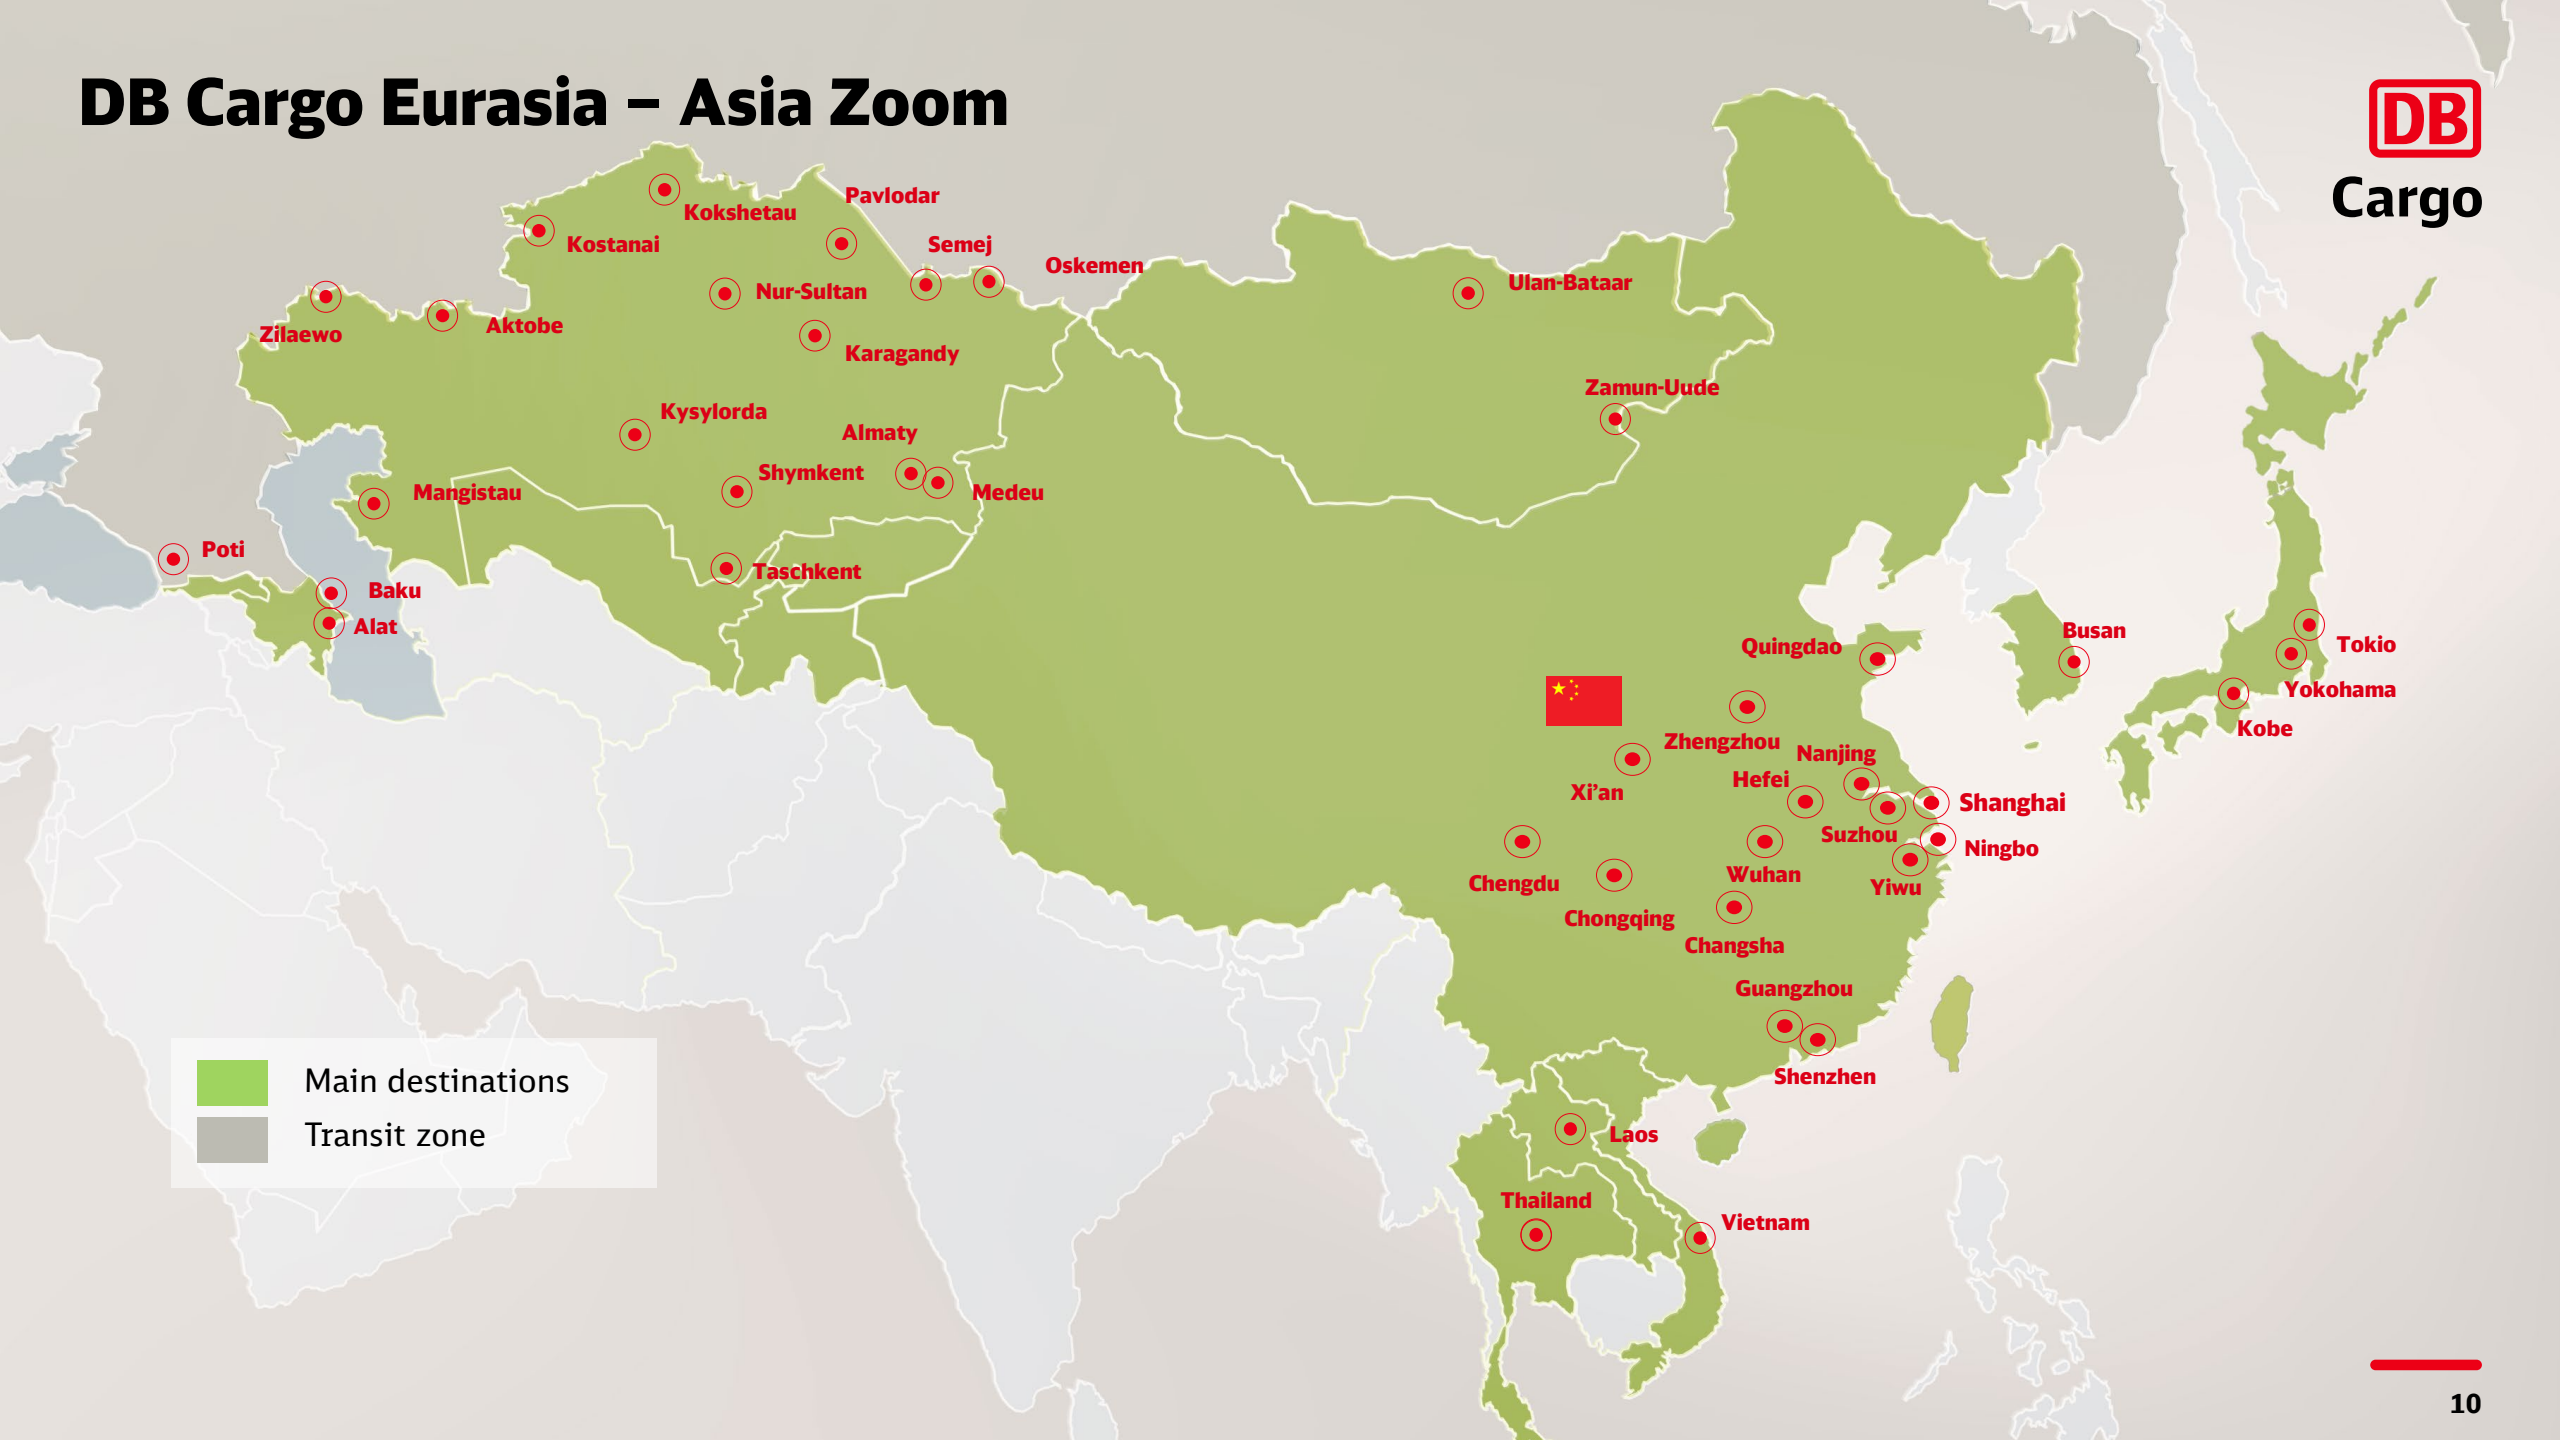 DB Cargo Eurasia – Asia Zoom
DB
Cargo
Pavlodar
Kokshetau
Kostanai
Semej
Oskemen
Nur-Sultan
Ulan-Bataar
Zilaewo
Aktobe
Karagandy
Zamun-Uude
Kysylorda
Almaty
Shymkent
Mangistau
Medeu
Poti
Taschkent
Baku
Alat
Busan
Quingdao
Tokio
Yokohama
Kobe
Zhengzhou
Nanjing
Xi’an
Hefei
Shanghai
Suzhou
Ningbo
Chengdu
Wuhan
Yiwu
Chongqing
Changsha
Guangzhou
Shenzhen
Main destinations
Transit zone
Laos
Thailand
Vietnam
10